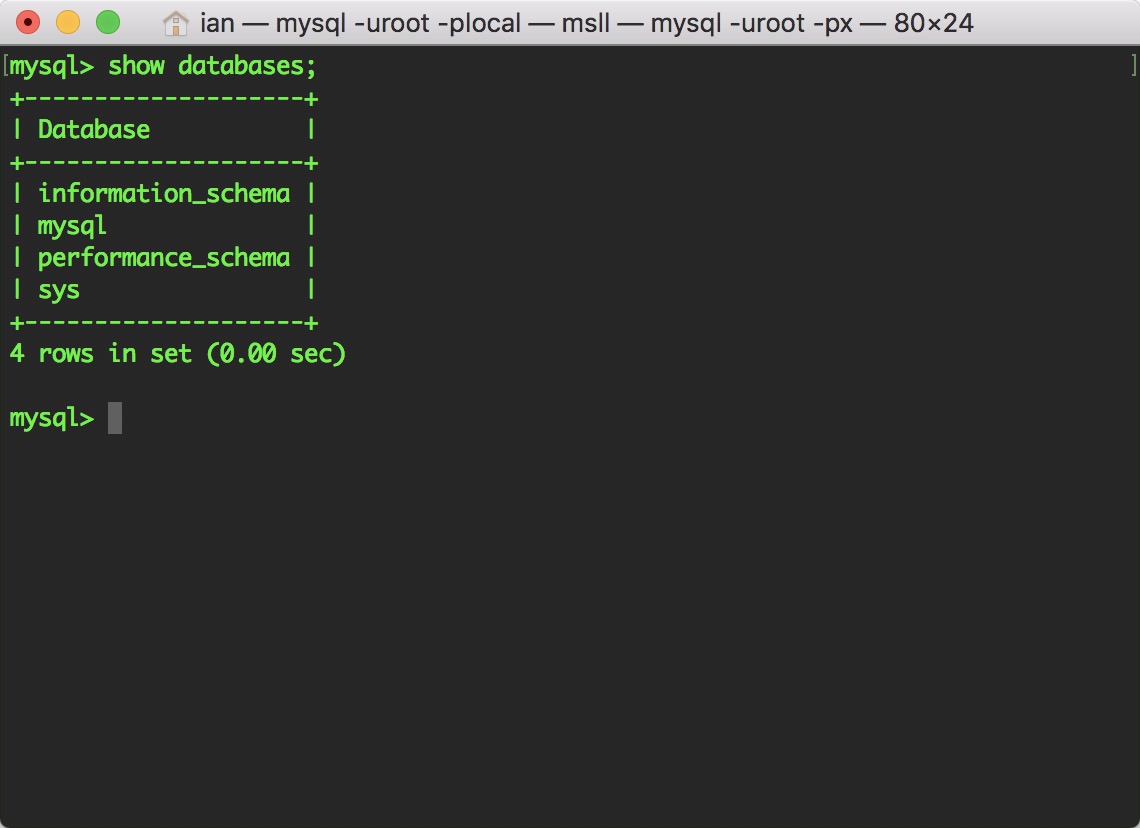 ian — mysql -uroot -plocal — msll — mysql -uroot -px — 80×24
[mysql> show databases; ]
+--------------------+
| Database           |
+--------------------+
| information_schema |
| mysql              |
| performance_schema |
| sys                |
+--------------------+
4 rows in set (0.00 sec)
mysql>